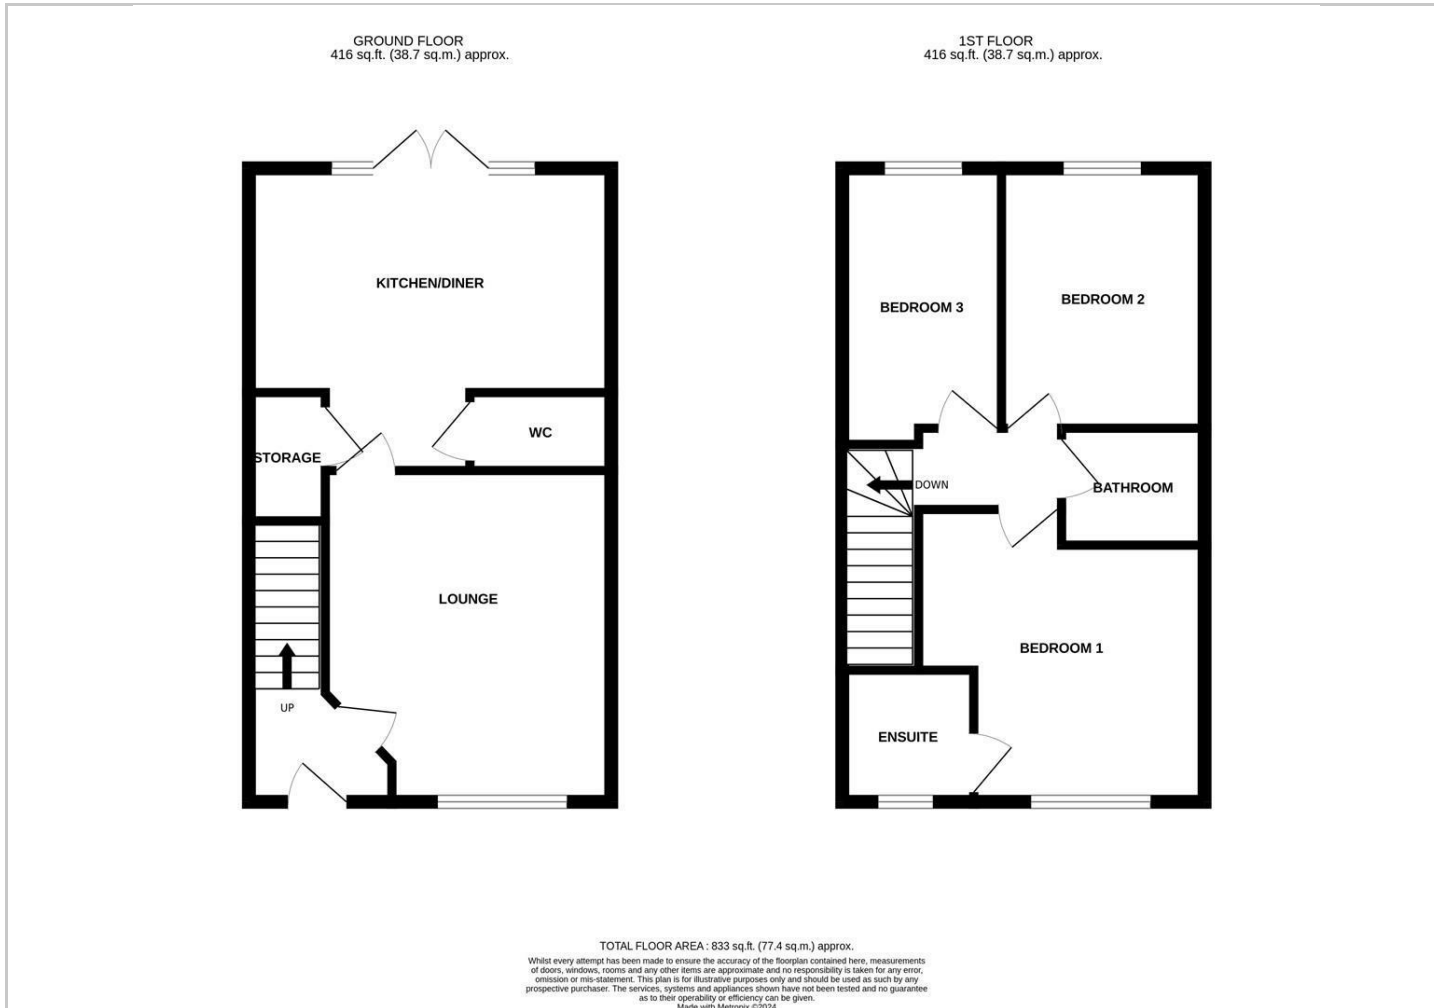 GROUND FLOOR
416 sq.ft. (38.7 sq.m.) approx.
1ST FLOOR
416 sq.ft. (38.7 sq.m.) approx.
KITCHEN/DINER
STORAGE
WC
LOUNGE
UP
BEDROOM 3
BEDROOM 2
DOWN
BATHROOM
BEDROOM 1
ENSUITE
TOTAL FLOOR AREA : 833 sq.ft. (77.4 sq.m.) approx.
Whilst every attempt has been made to ensure the accuracy of the floorplan contained here, measurements
of doors, windows, rooms and any other items are approximate and no responsibility is taken for any error,
omission or mis-statement. This plan is for illustrative purposes only and should be used as such by any
prospective purchaser. The services, systems and appliances shown have not been tested and no guarantee
as to their operability or efficiency can be given.
Made with Metropix ©2024